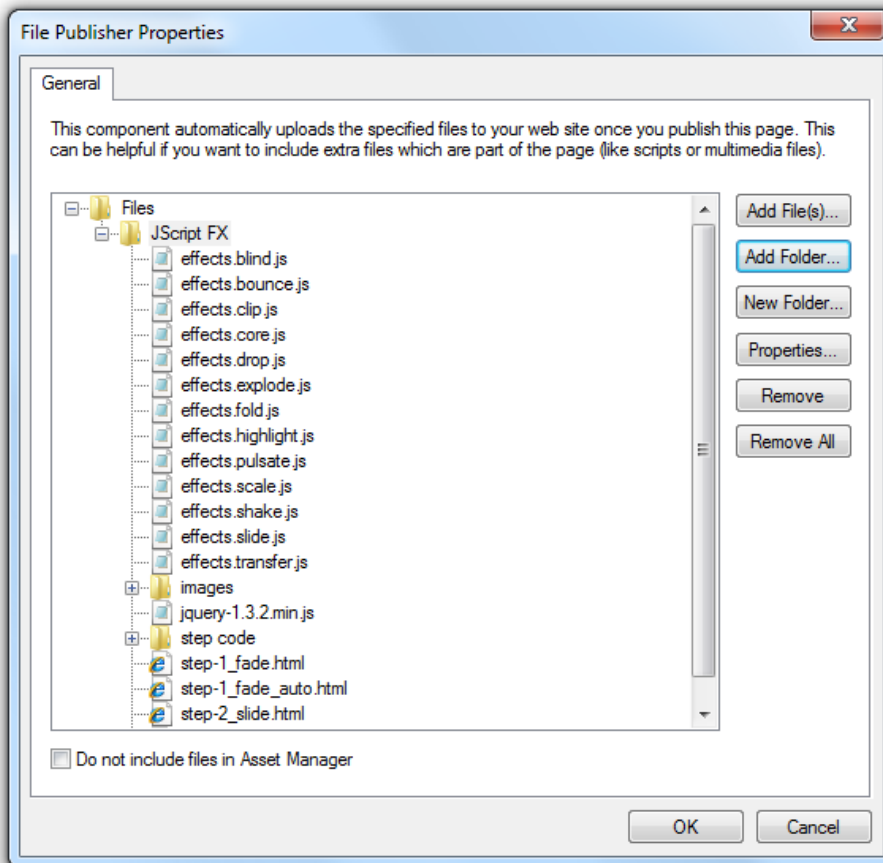 File Publisher Properties
General
This component automatically uploads the specified files to your web site once you publish this page. This
can be helpful if you want to include extra files which are part of the page (like scripts or multimedia files).
Files
JScript FX
effects.blind.js
effects.bounce.js
effects.clip.js
effects.core.js
effects.drop.js
effects.explode.js
effects.fold.js
effects.highlight.js
effects.pulsate.js
effects.scale.js
effects.shake.js
effects.slide.js
effects.transfer.js
images
jquery-1.3.2.min.js
step code
step-1_fade.html
step-1_fade_auto.html
step-2_slide.html
Add File(s)...
Add Folder...
New Folder...
Properties...
Remove
Remove All
Do not include files in Asset Manager
OK
Cancel